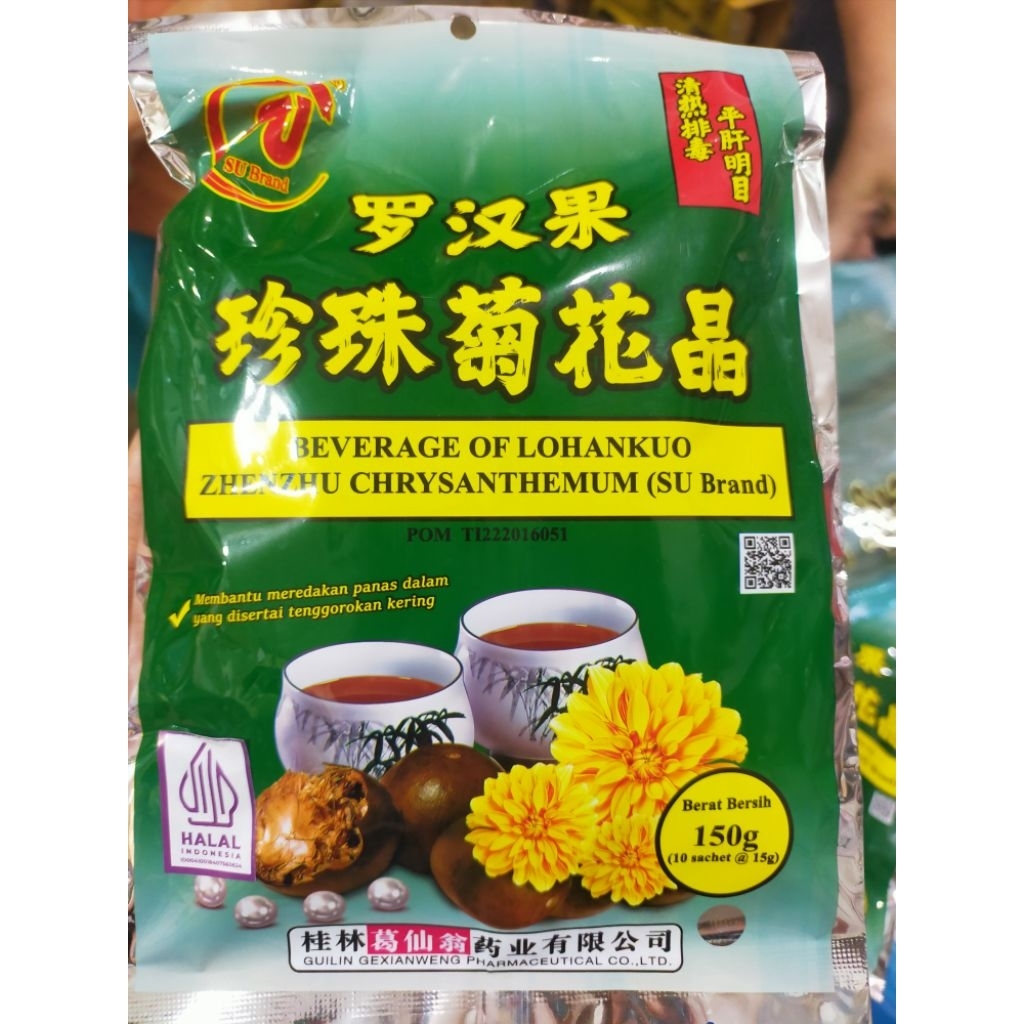 SU Brand
清热排毒
平肝明目
罗汉果
珍珠菊花晶
BEVERAGE OF LOHANKUO
ZHENZHU CHRYSANTHEMUM (SU Brand)
POM TI222016051
Membantu meredakan panas dalam
yang disertai tenggorokan kering
HALAL
INDONESIA
Berat Bersih
150g
(10 sachet @ 15g)
桂林葛仙翁药业有限公司
GUILIN GEXIANWENG PHARMACEUTICAL CO.,LTD.